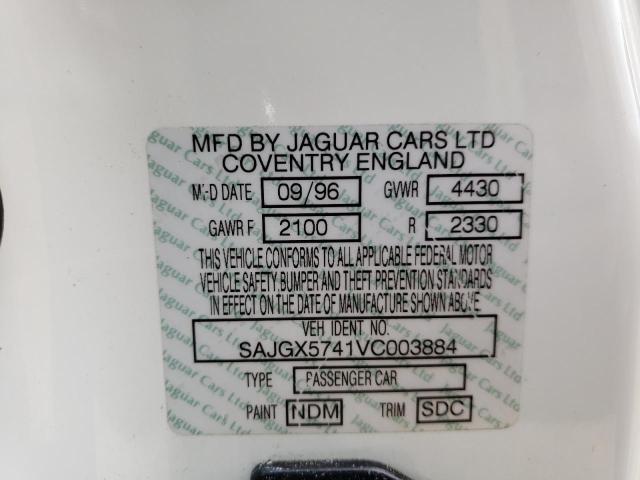 MFD BY JAGUAR CARS LTD
COVENTRY ENGLAND
MFD DATE 09/96 GVWR 4430
GAWR F. 2100 R 2330
THIS VEHICLE CONFORMS TO ALL APPLICABLE FEDERAL MOTOR
VEHICLE SAFETY BUMPER AND THEFT PREVENTION STANDARDS
IN EFFECT ON THE DATE OF MANUFACTURE SHOWN ABOVE
VEH IDENT NO.
SAJGX5741VC003884
TYPE PASSENGER CAR
PAINT NDM TRIM SDC